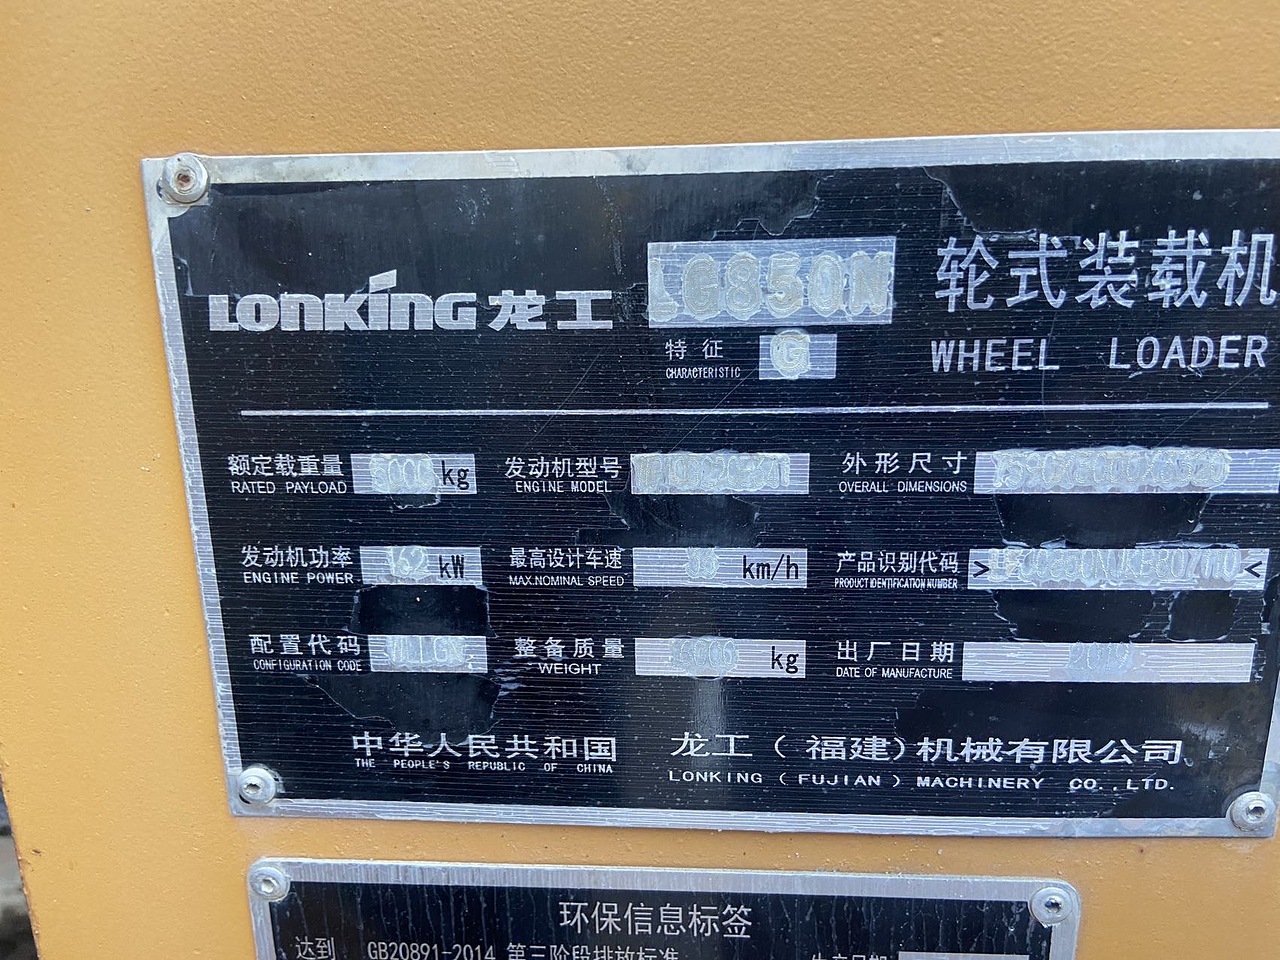 LONKING 龙工 LG850N 轮式装载机
特征 G
CHARACTERISTIC
WHEEL LOADER
额定载重量 5000 kg
RATED PAYLOAD
发动机型号
ENGINE MODEL
外形尺寸
OVERALL DIMENSIONS
发动机功率 162 kW
ENGINE POWER
最高设计车速 km/h
MAX.NOMINAL SPEED
产品识别代码
PRODUCT IDENTIFICATION NUMBER
配置代码
CONFIGURATION CODE
整备质量 kg
WEIGHT
出厂日期
DATE OF MANUFACTURE
中华人民共和国
THE PEOPLE'S REPUBLIC OF CHINA
龙工(福建)机械有限公司
LONKING (FUJIAN) MACHINERY CO.,LTD.
环保信息标签
达到 GB20891-2014 第三阶段排放标准
生产日期